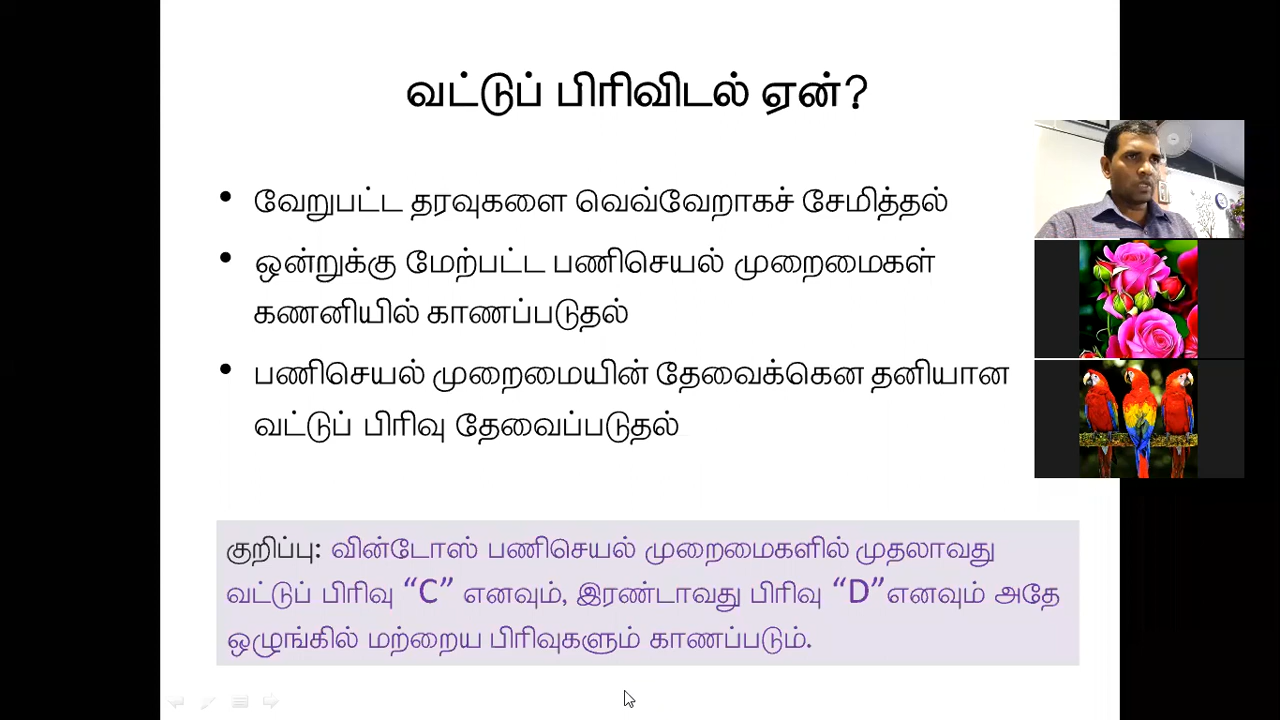 வட்டுப் பிரிவிடல் ஏன்?
• வேறுபட்ட தரவுகளை வெவ்வேறாகச் சேமித்தல்
• ஒன்றுக்கு மேற்பட்ட பணிசெயல் முறைமைகள்
கணனியில் காணப்படுதல்
• பணிசெயல் முறைமையின் தேவைக்கென தனியான
வட்டுப் பிரிவு தேவைப்படுதல்
குறிப்பு: வின்டோஸ் பணிசெயல் முறைமைகளில் முதலாவது
வட்டுப் பிரிவு “C” எனவும், இரண்டாவது பிரிவு “D”எனவும் அதே
ஒழுங்கில் மற்றைய பிரிவுகளும் காணப்படும்.